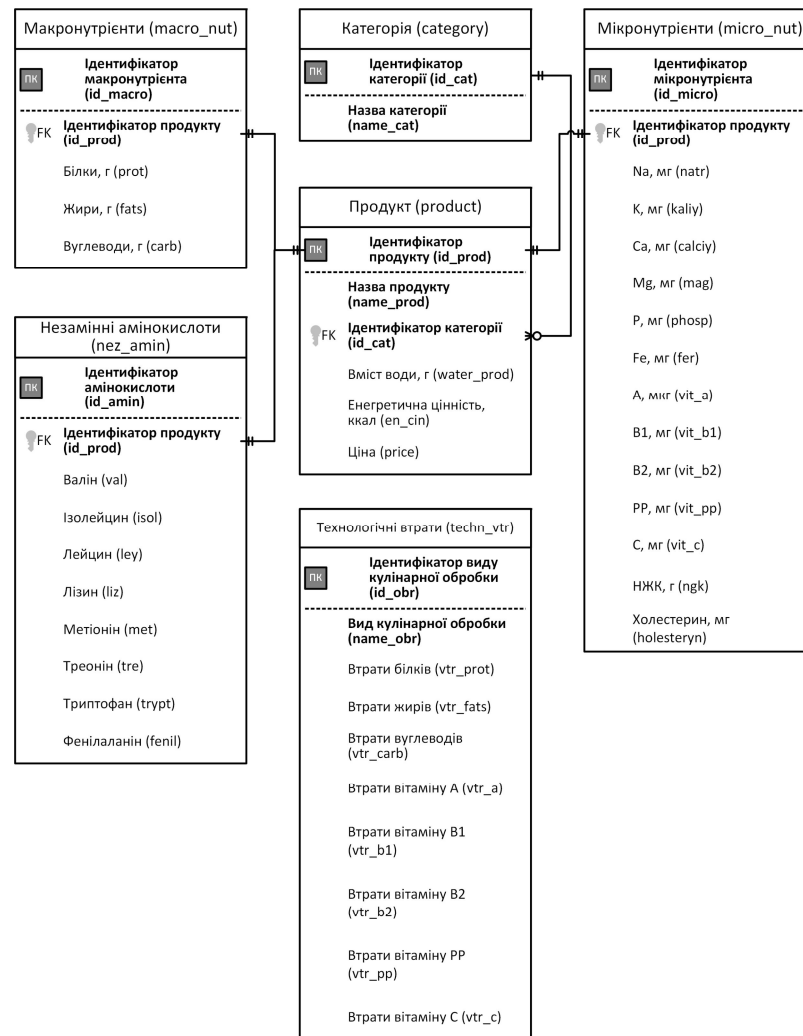 Макронутрієнти (macro_nut)
ПК
Ідентифікатор
макронутрієнта
(id_macro)
FK
Ідентифікатор продукту
(id_prod)
Білки, г (prot)
Жири, г (fats)
Вуглеводи, г (carb)
Незамінні амінокислоти
(nez_amin)
ПК
Ідентифікатор
амінокислоти
(id_amin)
FK
Ідентифікатор продукту
(id_prod)
Валін (val)
Ізолейцин (isol)
Лейцин (ley)
Лізин (liz)
Метіонін (met)
Треонін (tre)
Триптофан (trypt)
Фенілаланін (fenil)
Категорія (category)
ПК
Ідентифікатор
категорії (id_cat)
Назва категорії
(name_cat)
Продукт (product)
ПК
Ідентифікатор
продукту (id_prod)
Назва продукту
(name_prod)
FK
Ідентифікатор категорії
(id_cat)
Вміст води, г (water_prod)
Енегретична цінність,
ккал (en_cin)
Ціна (price)
Технологічні втрати (techn_vtr)
ПК
Ідентифікатор виду
кулінарної обробки
(id_obr)
Вид кулінарної обробки
(name_obr)
Втрати білків (vtr_prot)
Втрати жирів (vtr_fats)
Втрати вуглеводів
(vtr_carb)
Втрати вітаміну A (vtr_a)
Втрати вітаміну B1
(vtr_b1)
Втрати вітаміну B2
(vtr_b2)
Втрати вітаміну PP
(vtr_pp)
Втрати вітаміну C (vtr_c)
Мікронутрієнти (micro_nut)
ПК
Ідентифікатор
мікронутрієнта
(id_micro)
FK
Ідентифікатор продукту
(id_prod)
Na, мг (natr)
K, мг (kaliy)
Ca, мг (calciy)
Mg, мг (mag)
P, мг (phosp)
Fe, мг (fer)
A, мкг (vit_a)
B1, мг (vit_b1)
B2, мг (vit_b2)
PP, мг (vit_pp)
C, мг (vit_c)
НЖК, г (ngk)
Холестерин, мг
(holesteryn)